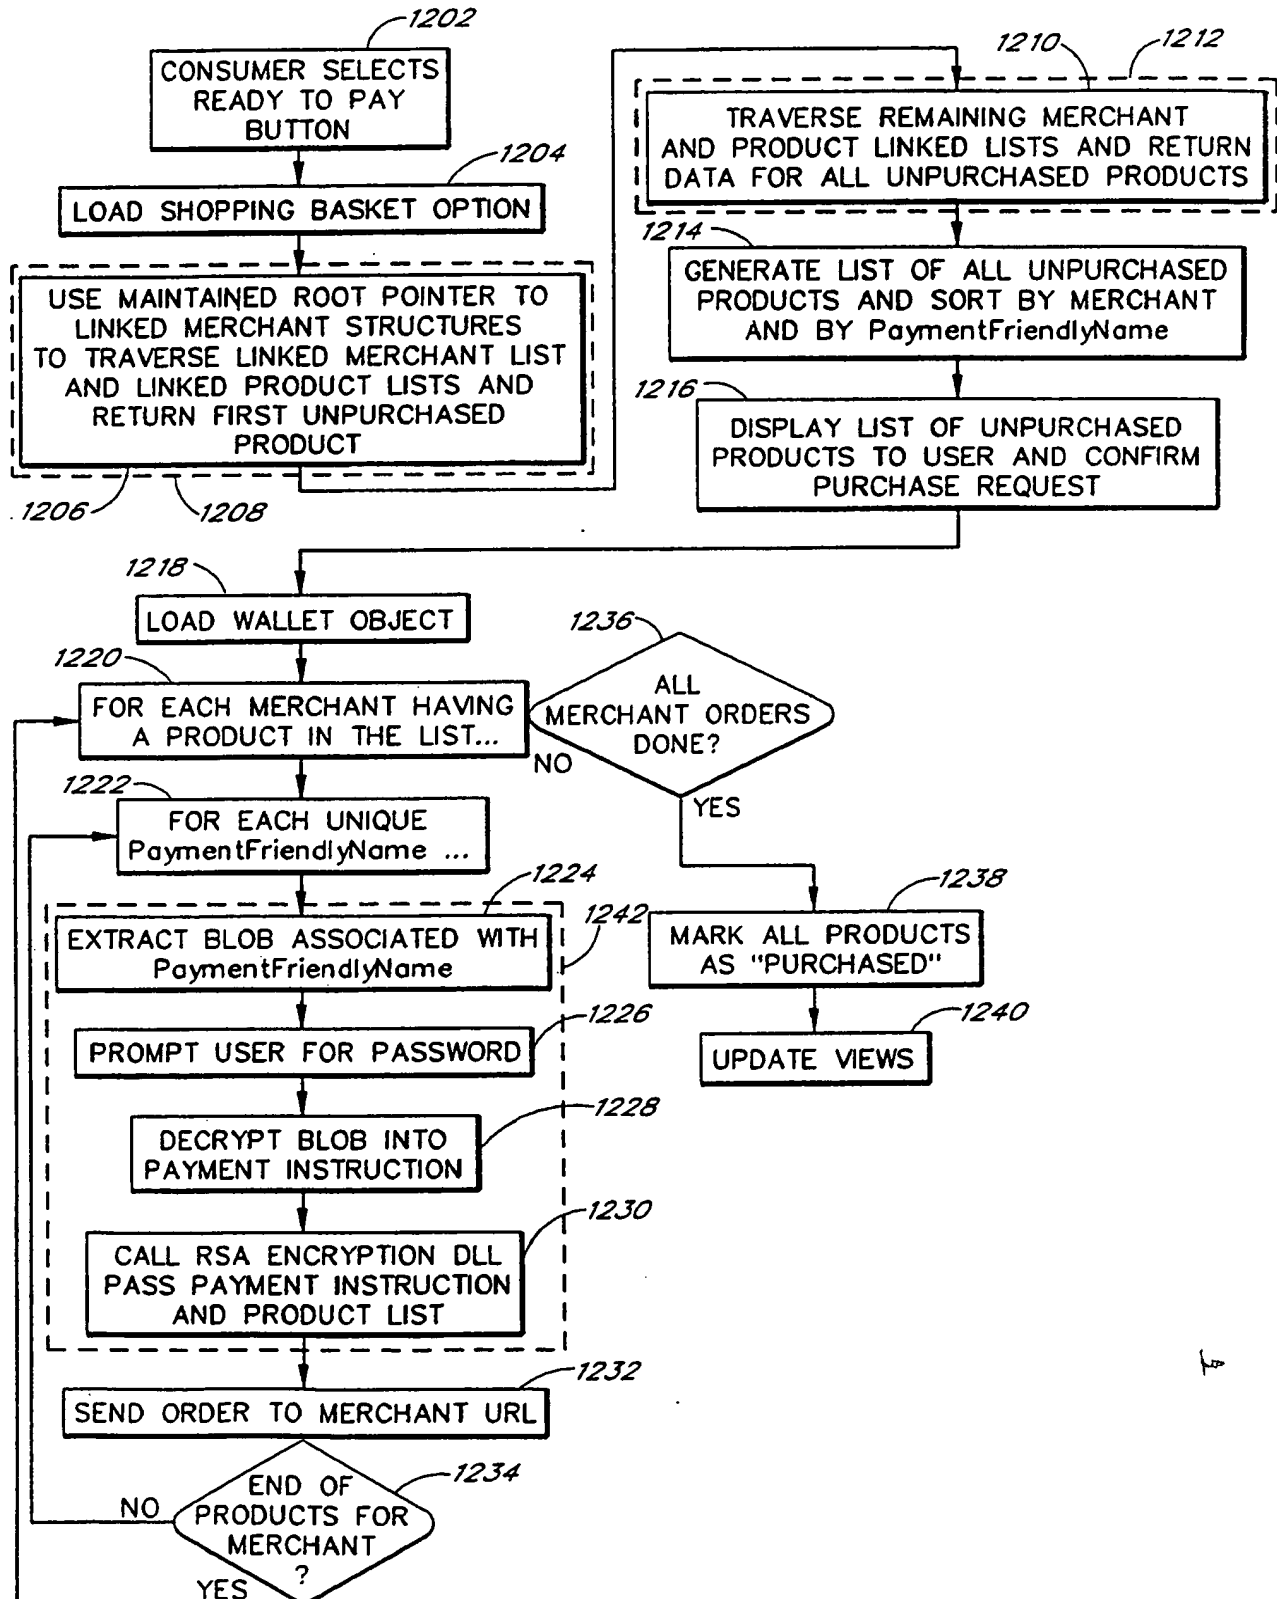 1202
CONSUMER SELECTS
READY TO PAY
BUTTON
1204
LOAD SHOPPING BASKET OPTION
USE MAINTAINED ROOT POINTER TO
LINKED MERCHANT STRUCTURES
TO TRAVERSE LINKED MERCHANT LIST
AND LINKED PRODUCT LISTS AND
RETURN FIRST UNPURCHASED
PRODUCT
1206
1208
1210
1212
TRAVERSE REMAINING MERCHANT
AND PRODUCT LINKED LISTS AND RETURN
DATA FOR ALL UNPURCHASED PRODUCTS
1214
GENERATE LIST OF ALL UNPURCHASED
PRODUCTS AND SORT BY MERCHANT
AND BY PaymentFriendlyName
1216
DISPLAY LIST OF UNPURCHASED
PRODUCTS TO USER AND CONFIRM
PURCHASE REQUEST
1218
LOAD WALLET OBJECT
1220
FOR EACH MERCHANT HAVING
A PRODUCT IN THE LIST...
1236
ALL
MERCHANT ORDERS
DONE?
NO
YES
1222
FOR EACH UNIQUE
PaymentFriendlyName ...
1224
EXTRACT BLOB ASSOCIATED WITH
PaymentFriendlyName
1242
1226
PROMPT USER FOR PASSWORD
1228
DECRYPT BLOB INTO
PAYMENT INSTRUCTION
1230
CALL RSA ENCRYPTION DLL
PASS PAYMENT INSTRUCTION
AND PRODUCT LIST
1232
SEND ORDER TO MERCHANT URL
1234
END OF
PRODUCTS FOR
MERCHANT
?
NO
YES
1238
MARK ALL PRODUCTS
AS "PURCHASED"
1240
UPDATE VIEWS